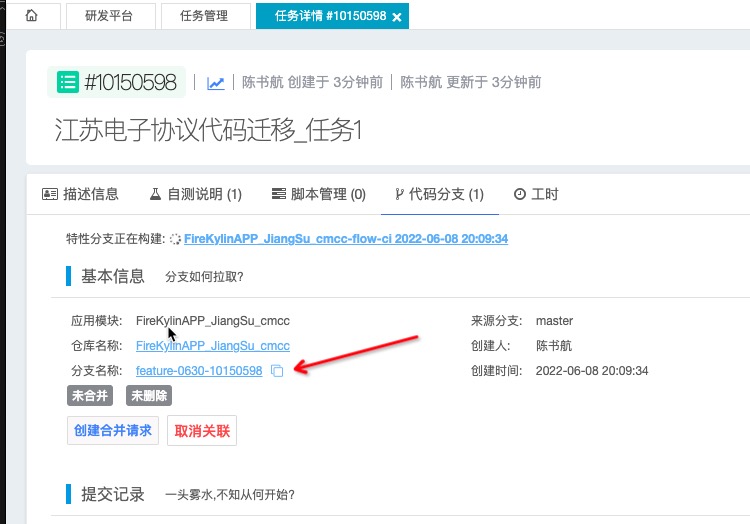 研发平台 任务管理 任务详情 #10150598
#10150598 陈书航 创建于 3分钟前 陈书航 更新于 3分钟前
江苏电子协议代码迁移_任务1
描述信息 自测说明 (1) 脚本管理 (0) 代码分支 (1) 工时
特性分支正在构建: FireKylinAPP_JiangSu_cmcc-flow-ci 2022-06-08 20:09:34
基本信息 分支如何拉取?
应用模块: FireKylinAPP_JiangSu_cmcc 来源分支: master
仓库名称: FireKylinAPP_JiangSu_cmcc 创建人: 陈书航
分支名称: feature-0630-10150598 创建时间: 2022-06-08 20:09:34
未合并 未删除
创建合并请求 取消关联
提交记录 一头雾水,不知从何开始?